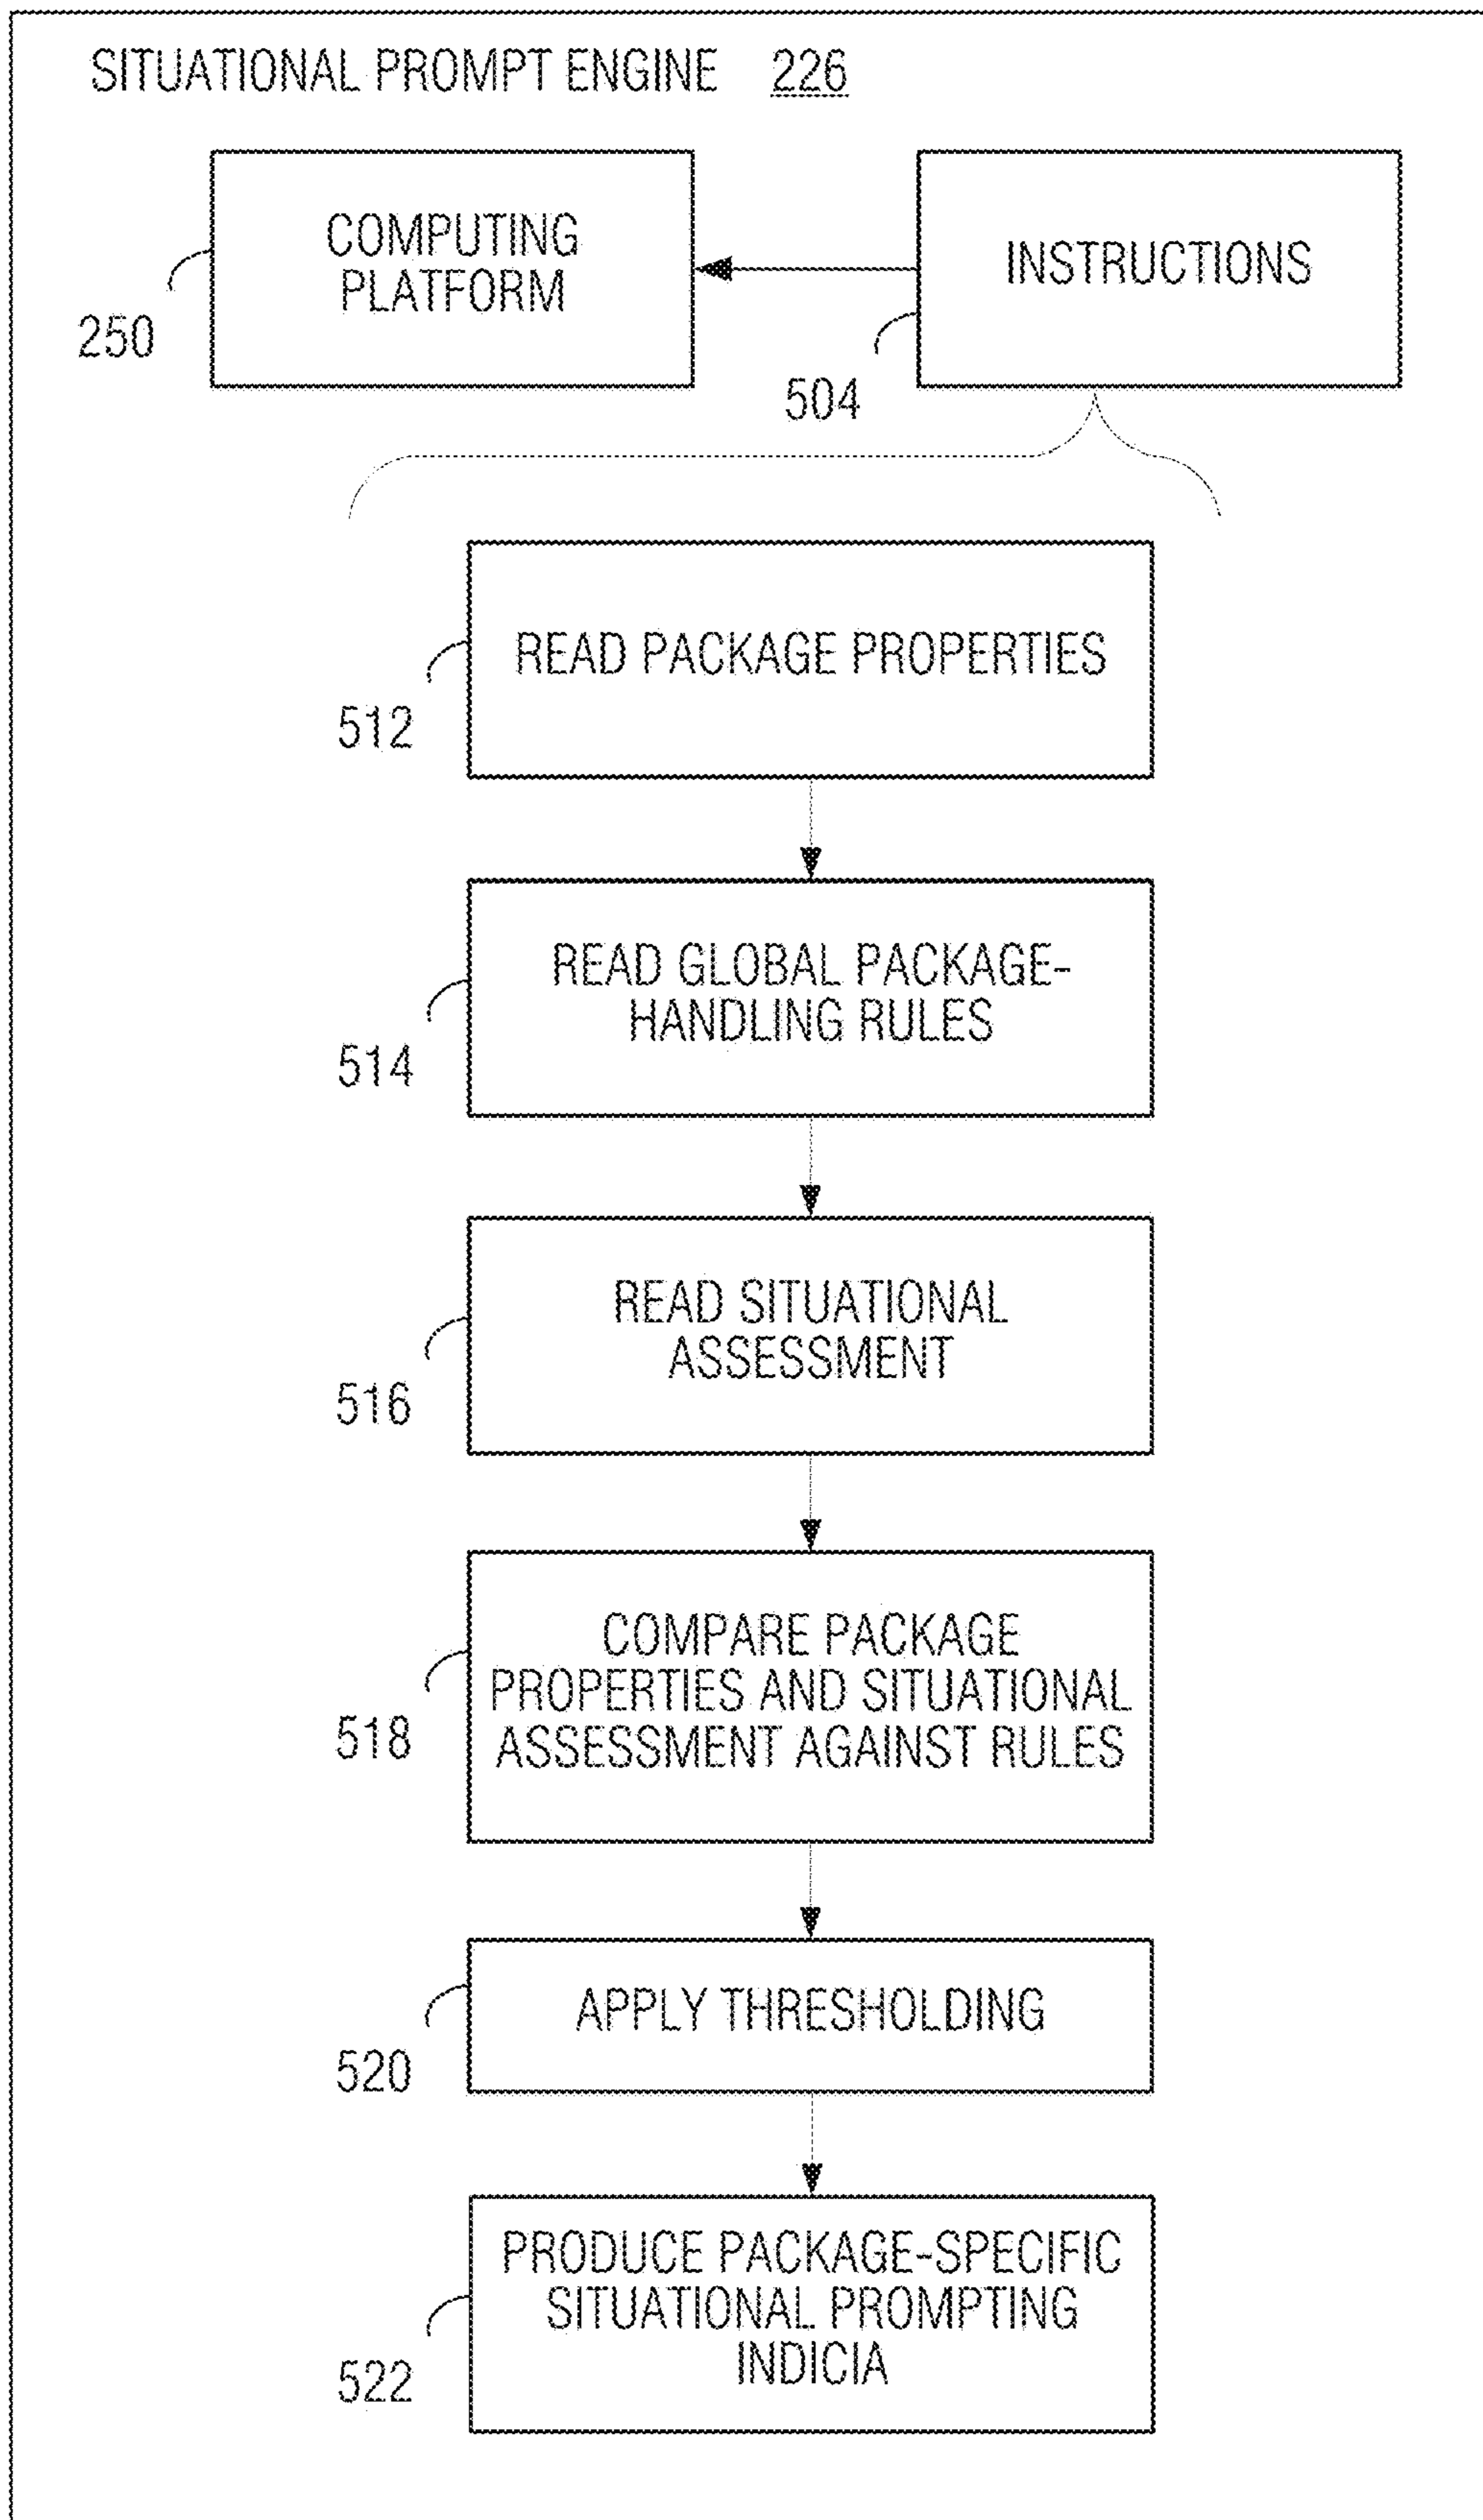 SITUATIONAL PROMPT ENGINE 226
COMPUTING
PLATFORM
250
INSTRUCTIONS
504
READ PACKAGE PROPERTIES
512
READ GLOBAL PACKAGE-
HANDLING RULES
514
READ SITUATIONAL
ASSESSMENT
516
COMPARE PACKAGE
PROPERTIES AND SITUATIONAL
ASSESSMENT AGAINST RULES
518
APPLY THRESHOLDING
520
PRODUCE PACKAGE-SPECIFIC
SITUATIONAL PROMPTING
INDICIA
522